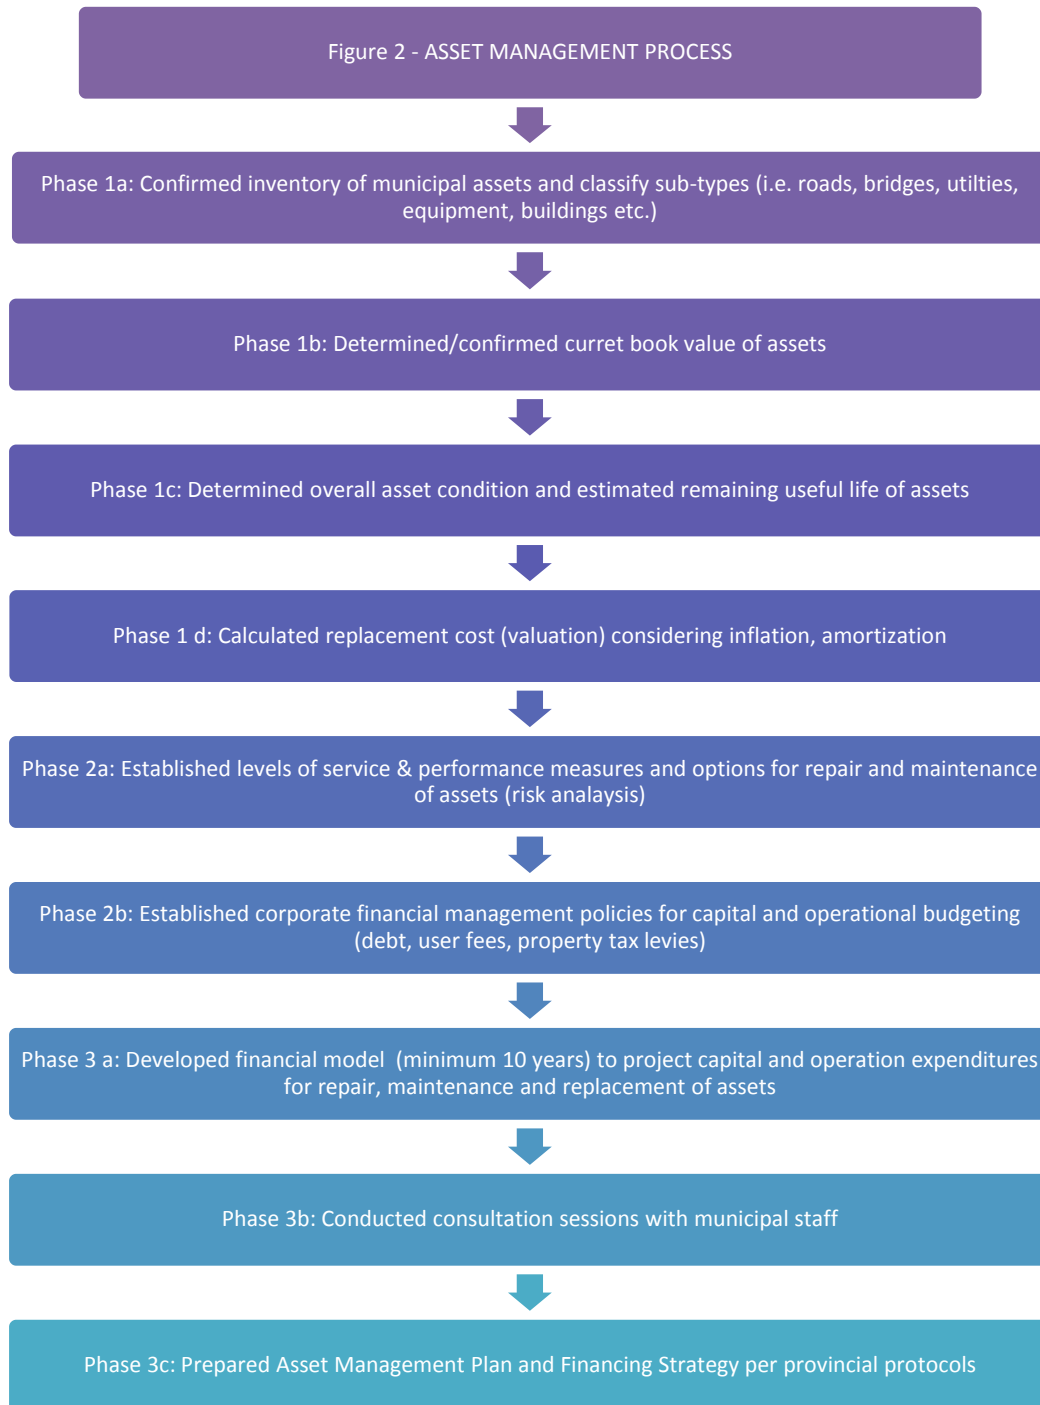 Figure 2 - ASSET MANAGEMENT PROCESS
Phase 1a: Confirmed inventory of municipal assets and classify sub-types (i.e. roads, bridges, utilties,
equipment, buildings etc.)
Phase 1b: Determined/confirmed curret book value of assets
Phase 1c: Determined overall asset condition and estimated remaining useful life of assets
Phase 1 d: Calculated replacement cost (valuation) considering inflation, amortization
Phase 2a: Established levels of service & performance measures and options for repair and maintenance
of assets (risk analaysis)
Phase 2b: Established corporate financial management policies for capital and operational budgeting
(debt, user fees, property tax levies)
Phase 3 a: Developed financial model  (minimum 10 years) to project capital and operation expenditures
for repair, maintenance and replacement of assets
Phase 3b: Conducted consultation sessions with municipal staff
Phase 3c: Prepared Asset Management Plan and Financing Strategy per provincial protocols